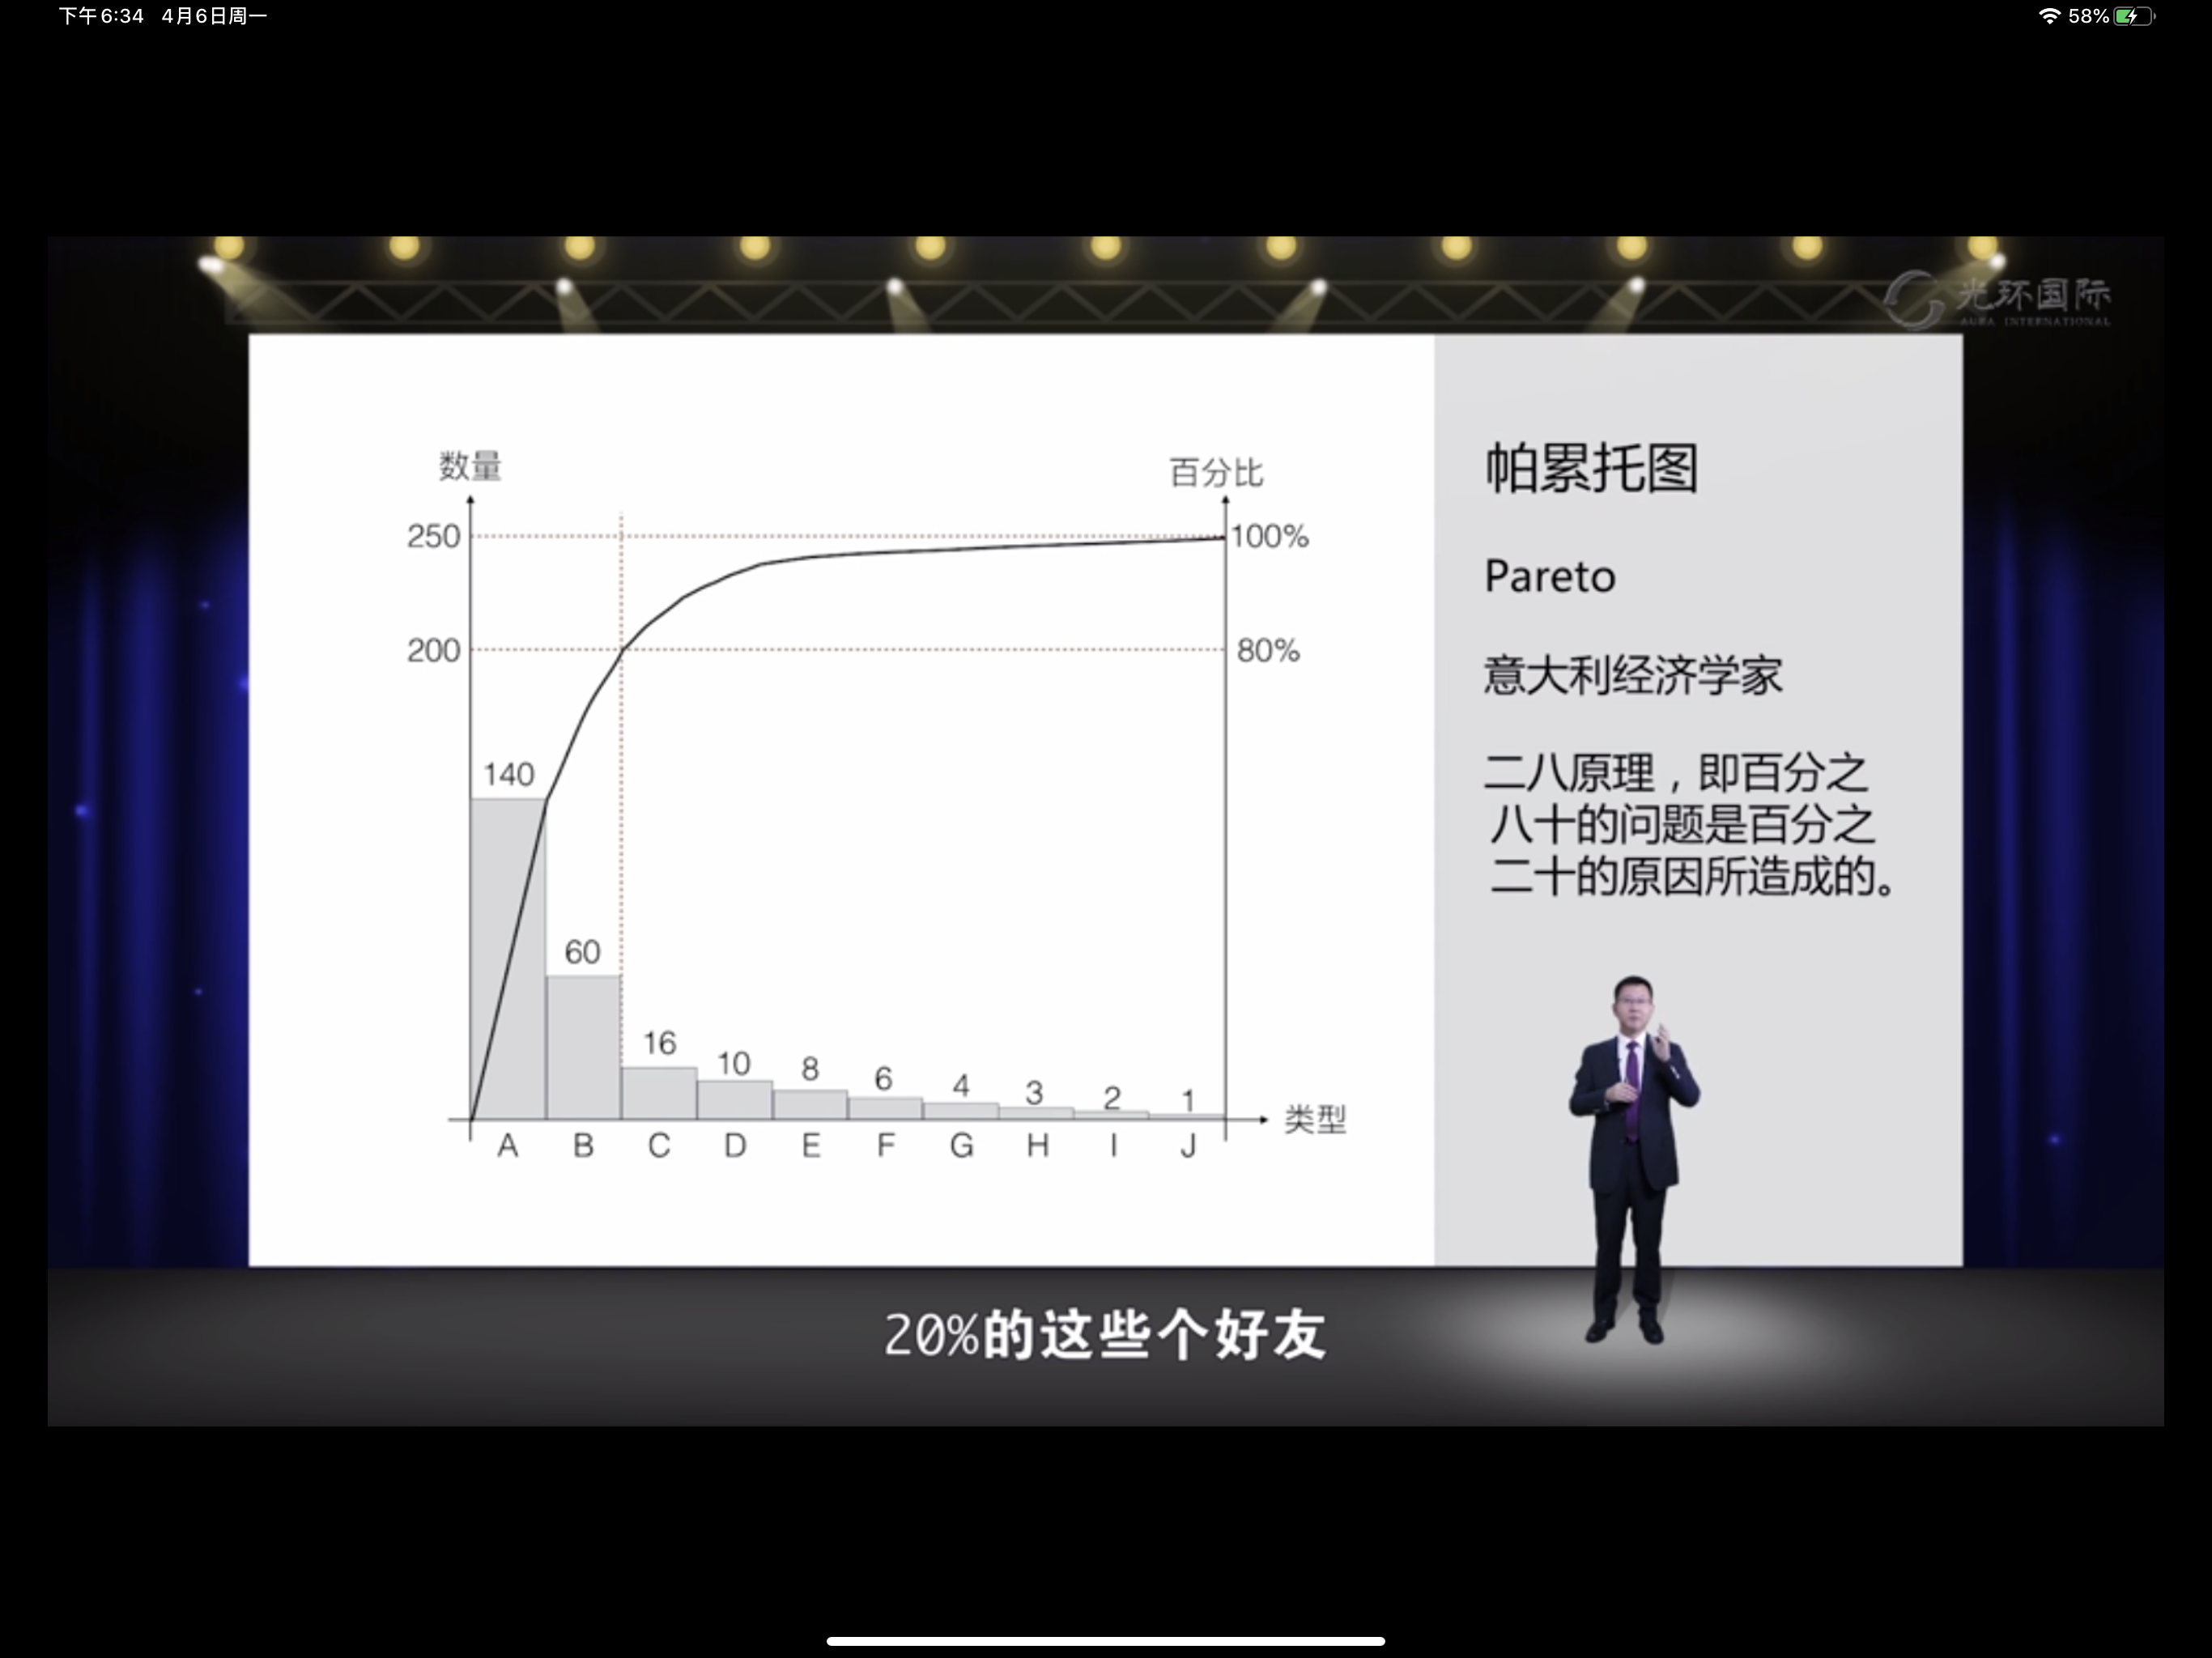 下午6:34 4月6日周一
58%
光环国际
AURA INTERNATIONAL
数量
百分比
250
100%
200
80%
140
60
16
10
8
6
4
3
2
1
A B C D E F G H I J
类型
帕累托图
Pareto
意大利经济学家
二八原理，即百分之
八十的问题是百分之
二十的原因所造成的。
20%的这些个好友